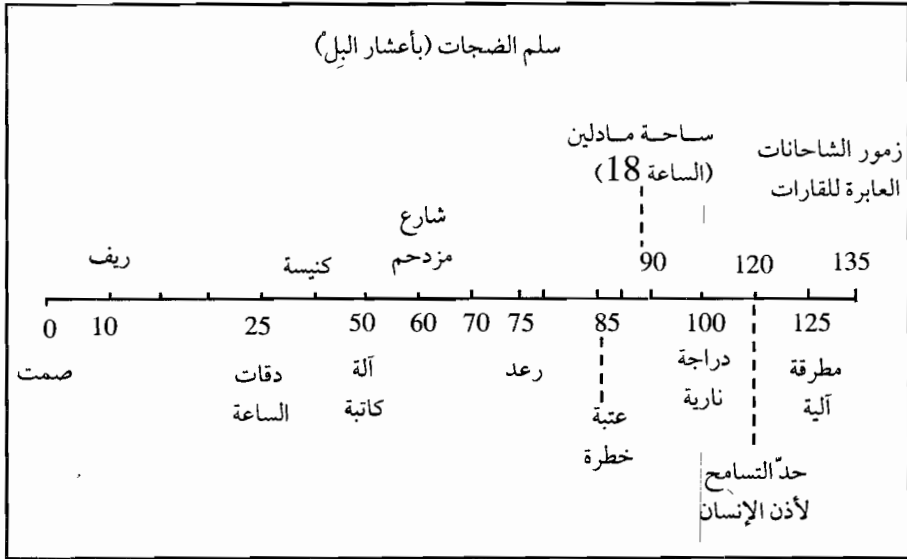 سلم الضجات (بأعشار البِلْ)
ساحة مادلين
(الساعة 18)
زمور الشاحانات
العابرة للقارات
شارع
مزدحم
ريف
كنيسة
90
120
135
0
10
25
50
60
70
75
85
100
125
صمت
دقات
الساعة
آلة
كاتبة
رعد
عتبة
خطرة
دراجة
نارية
مطرقة
آلية
حدّ التسامح
لأذن الإنسان